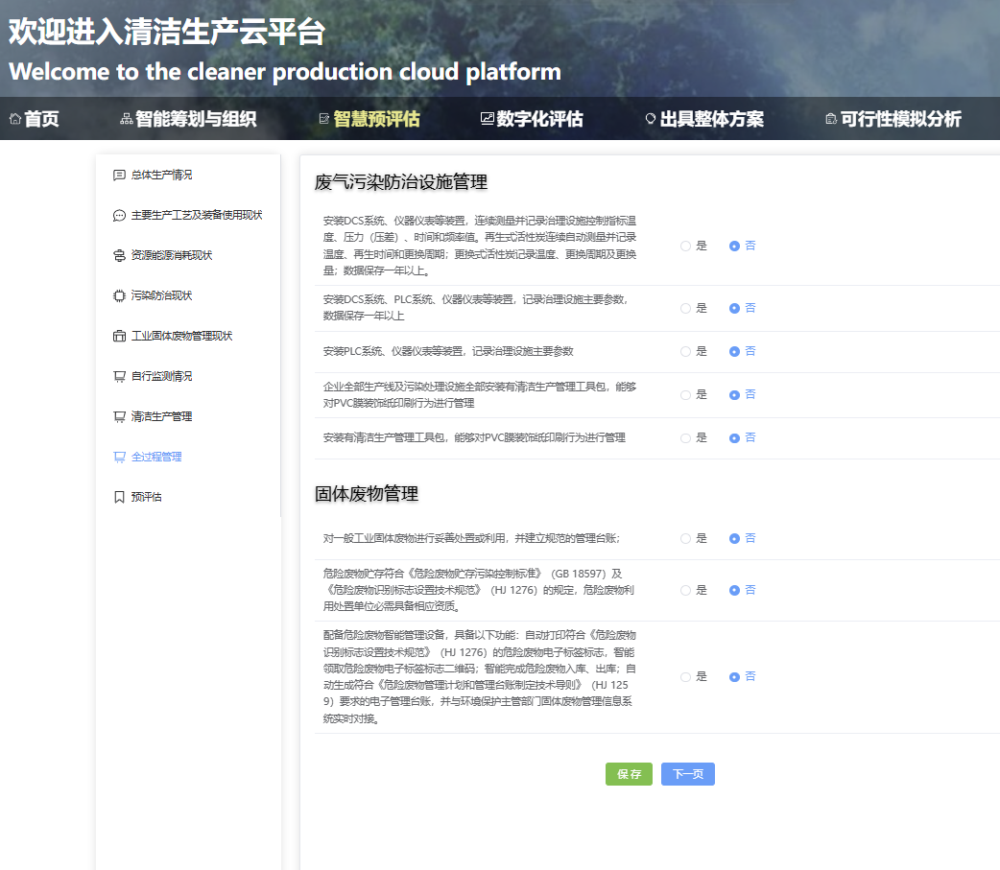 欢迎进入清洁生产云平台
Welcome to the cleaner production cloud platform
首页 智能筹划与组织 智慧预评估 数字化评估 出具整体方案 可行性模拟分析
总体生产情况
主要生产工艺及装备使用现状
资源能源消耗现状
污染防治现状
工业固体废物管理现状
自行监测情况
清洁生产管理
全过程管理
预评估
废气污染防治设施管理
安装DCS系统、仪器仪表等装置，连续测量并记录治理设施控制指标温
度、压力（压差）、时间和频率值。再生式活性炭连续自动测量并记录
温度、再生时间和更换周期；更换式活性炭记录温度、更换周期及更换
量；数据保存一年以上。
是 否
安装DCS系统、PLC系统、仪器仪表等装置，记录治理设施主要参数，
数据保存一年以上
是 否
安装PLC系统、仪器仪表等装置，记录治理设施主要参数
是 否
企业全部生产线及污染处理设施全部安装有清洁生产管理工具包，能够
对PVC膜装饰纸印刷行为进行管理
是 否
安装有清洁生产管理工具包，能够对PVC膜装饰纸印刷行为进行管理
是 否
固体废物管理
对一般工业固体废物进行妥善处置或利用，并建立规范的管理台账；
是 否
危险废物贮存符合《危险废物贮存污染控制标准》（GB 18597）及
《危险废物识别标志设置技术规范》（HJ 1276）的规定，危险废物利
用处置单位必需具备相应资质。
是 否
配备危险废物智能管理设备，具备以下功能：自动打印符合《危险废物
识别标志设置技术规范》（HJ 1276）的危险废物电子标签标志，智能
领取危险废物电子标签标志二维码；智能完成危险废物入库、出库；自
动生成符合《危险废物管理计划和管理台账制定技术导则》（HJ 125
9）要求的电子管理台账，并与环境保护主管部门固体废物管理信息系
统实时对接。
是 否
保存 下一页